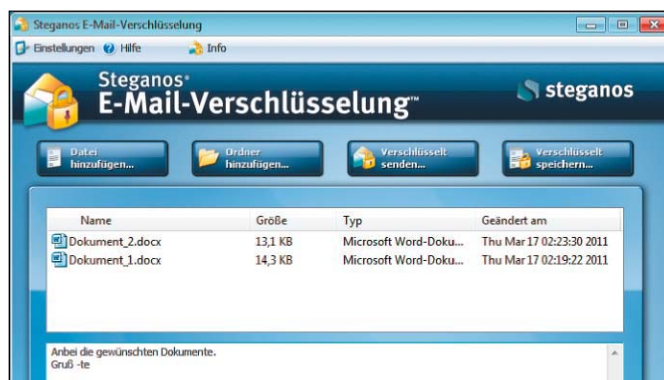 Steganos E-Mail-Verschlüsselung
Einstellungen Hilfe Info
Steganos®
E-Mail-Verschlüsselung™
steganos
Datei
hinzufügen...
Ordner
hinzufügen...
Verschlüsselt
senden...
Verschlüsselt
speichern...
Name Größe Typ Geändert am
Dokument_2.docx 13,1 KB Microsoft Word-Doku... Thu Mar 17 02:23:30 2011
Dokument_1.docx 14,3 KB Microsoft Word-Doku... Thu Mar 17 02:19:22 2011
Anbei die gewünschten Dokumente.
Gruß -te